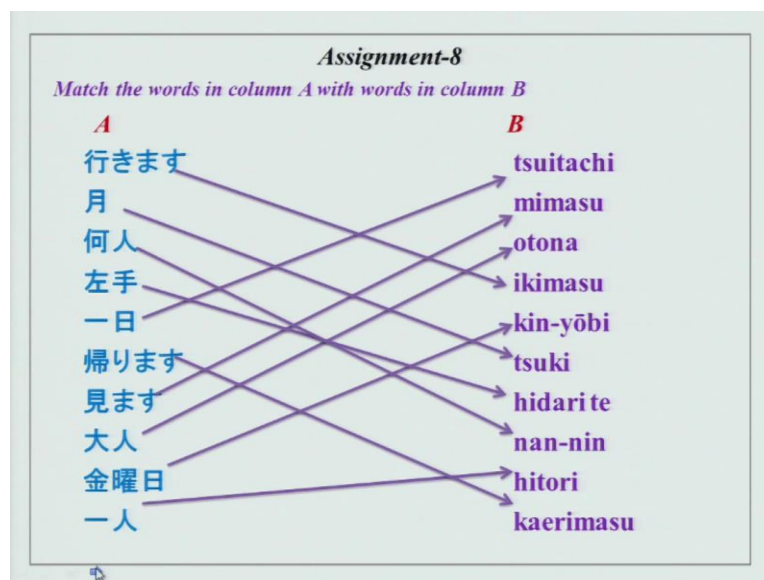 Assignment-8
Match the words in column A with words in column B
A B
行きます tsuitachi
月 mimasu
何人 otona
左手 ikimasu
一日 kin-yōbi
帰ります tsuki
見ます hidari te
大人 nan-nin
金曜日 hitori
一人 kaerimasu